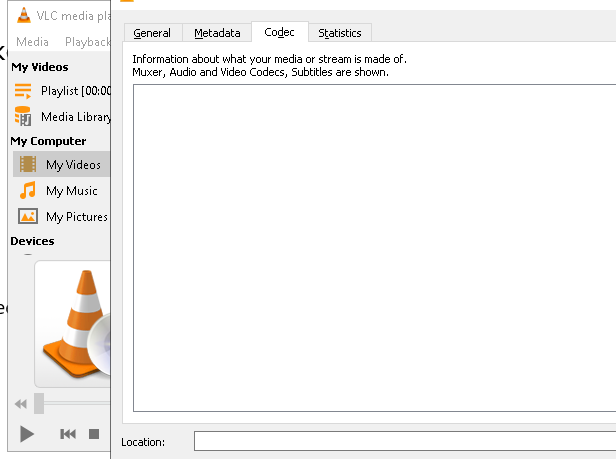 VLC media pla
Media Playback
My Videos
Playlist [00:00
Media Library
My Computer
My Videos
My Music
My Pictures
Devices
General Metadata Codec Statistics
Information about what your media or stream is made of.
Muxer, Audio and Video Codecs, Subtitles are shown.
Location: